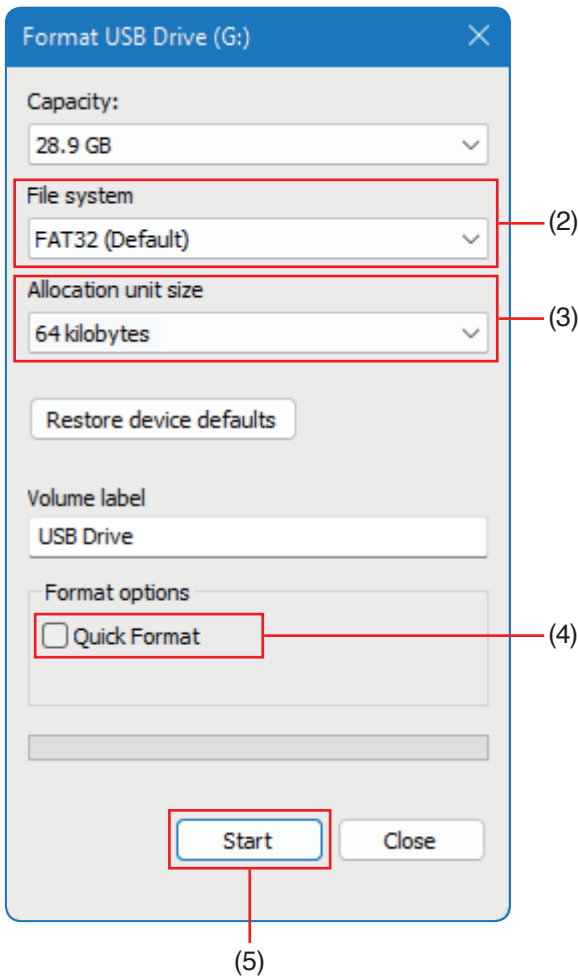 Format USB Drive (G:)
Capacity:
28.9 GB
File system
FAT32 (Default)
(2)
Allocation unit size
64 kilobytes
(3)
Restore device defaults
Volume label
USB Drive
Format options
Quick Format
(4)
Start
Close
(5)